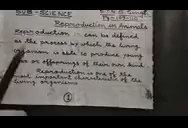 SUB - SCIENCE
Reproduction in Animals
Reproduction :- It can be defined
as the process by which the living
organism is able to produce young
ones or offsprings of their own kind
Reproduction is one of the
most important characteristic of the
living organisms
1